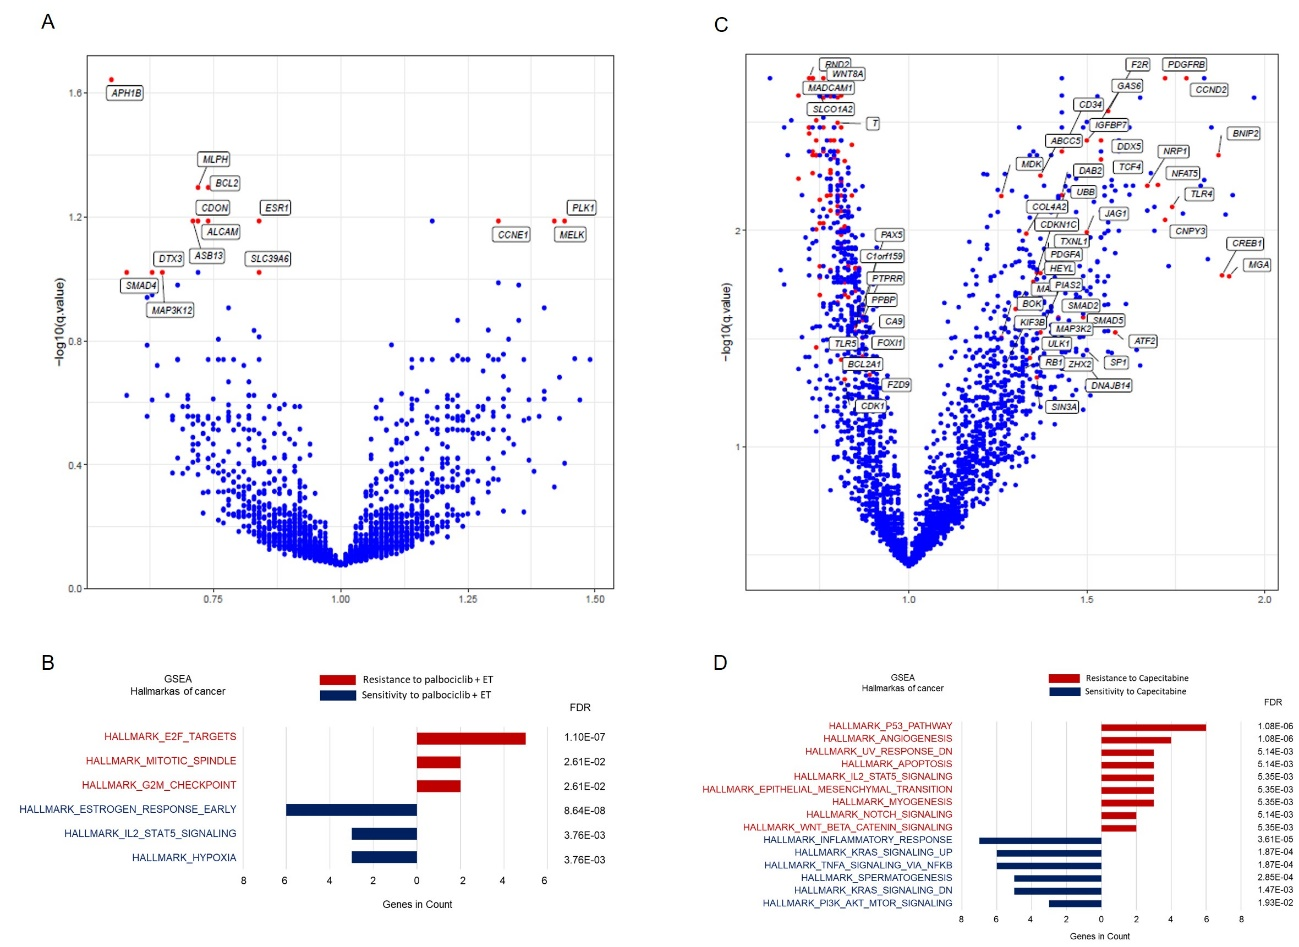 A
−log10(q.value)
1.6
1.2
0.8
0.4
0.0
APH1B
MLPH
BCL2
CDON
ESR1
PLK1
ALCAM
CCNE1
MELK
DTX3
ASB13
SLC39A6
SMAD4
MAP3K12
0.75
1.00
1.25
1.50
C
−log10(q.value)
2
1
RND2
F2R
PDGFRB
WNT8A
MADCAM1
GAS6
CCND2
CD34
SLCO1A2
T
IGFBP7
BNIP2
ABCC5
DDX5
NRP1
MDK
DAB2
TCF4
NFAT5
UBB
TLR4
COL4A2
JAG1
CDKN1C
CNPY3
PAX5
TXNL1
CREB1
C1orf159
PDGFA
MGA
PTPRR
HEYL
MA
PIAS2
PPBP
BOK
SMAD2
CA9
KIF3B
SMAD5
MAP3K2
TLR5
FOXI1
ULK1
ATF2
BCL2A1
RB1
ZHX2
SP1
FZD9
DNAJB14
CDK1
SIN3A
1.0
1.5
2.0
B
GSEA
Hallmarkas of cancer
Resistance to palbociclib + ET
Sensitivity to palbociclib + ET
FDR
HALLMARK_E2F_TARGETS 1.10E-07
HALLMARK_MITOTIC_SPINDLE 2.61E-02
HALLMARK_G2M_CHECKPOINT 2.61E-02
HALLMARK_ESTROGEN_RESPONSE_EARLY 8.64E-08
HALLMARK_IL2_STAT5_SIGNALING 3.76E-03
HALLMARK_HYPOXIA 3.76E-03
8 6 4 2 0 2 4 6
Genes in Count
D
GSEA
Hallmarkas of cancer
Resistance to Capecitabine
Sensitivity to Capecitabine
FDR
HALLMARK_P53_PATHWAY 1.08E-06
HALLMARK_ANGIOGENESIS 1.08E-06
HALLMARK_UV_RESPONSE_DN 5.14E-03
HALLMARK_APOPTOSIS 5.14E-03
HALLMARK_IL2_STAT5_SIGNALING 5.35E-03
HALLMARK_EPITHELIAL_MESENCHYMAL_TRANSITION 5.35E-03
HALLMARK_MYOGENESIS 5.35E-03
HALLMARK_NOTCH_SIGNALING 5.14E-03
HALLMARK_WNT_BETA_CATENIN_SIGNALING 5.35E-03
HALLMARK_INFLAMMATORY_RESPONSE 3.61E-05
HALLMARK_KRAS_SIGNALING_UP 1.87E-04
HALLMARK_TNFA_SIGNALING_VIA_NFKB 1.87E-04
HALLMARK_SPERMATOGENESIS 2.85E-04
HALLMARK_KRAS_SIGNALING_DN 1.47E-03
HALLMARK_PI3K_AKT_MTOR_SIGNALING 1.93E-02
8 6 4 2 0 2 4 6 8
Genes in Count